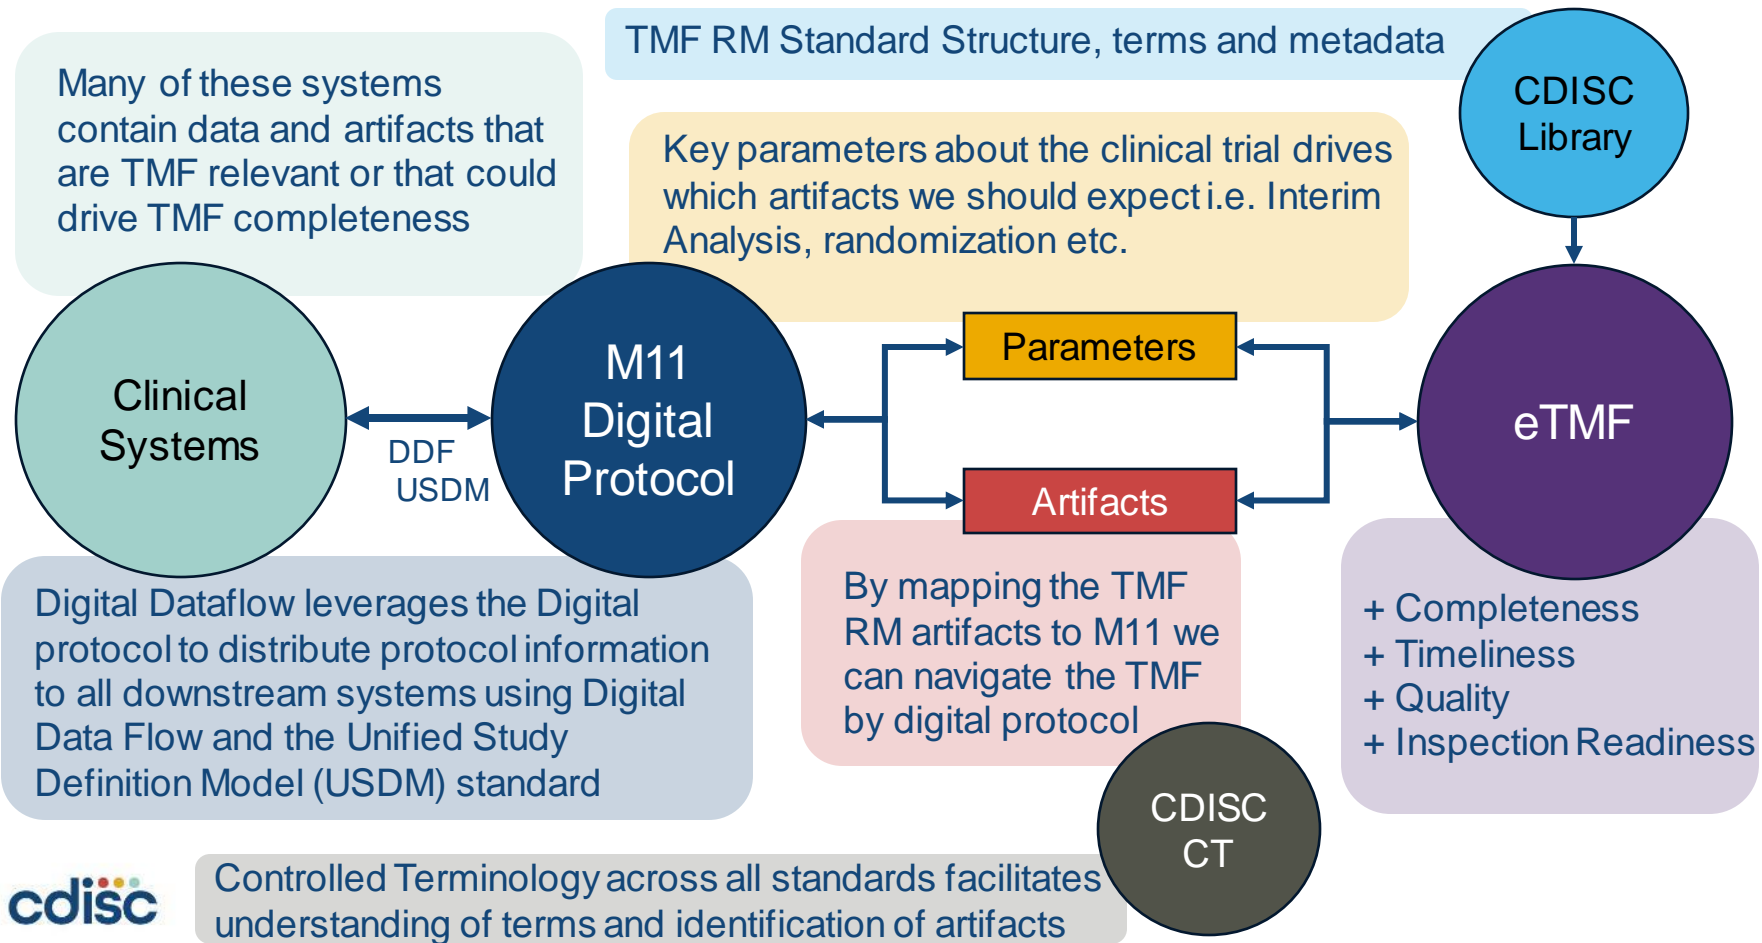 TMF RM Standard Structure, terms and metadata
CDISC
Library
Many of these systems
contain data and artifacts that
are TMF relevant or that could
drive TMF completeness
Key parameters about the clinical trial drives
which artifacts we should expect i.e. Interim
Analysis, randomization etc.
Clinical
Systems
DDF
USDM
M11
Digital
Protocol
Parameters
Artifacts
eTMF
Digital Dataflow leverages the Digital
protocol to distribute protocol information
to all downstream systems using Digital
Data Flow and the Unified Study
Definition Model (USDM) standard
By mapping the TMF
RM artifacts to M11 we
can navigate the TMF
by digital protocol
+ Completeness
+ Timeliness
+ Quality
+ Inspection Readiness
CDISC
CT
cdisc
Controlled Terminology across all standards facilitates
understanding of terms and identification of artifacts